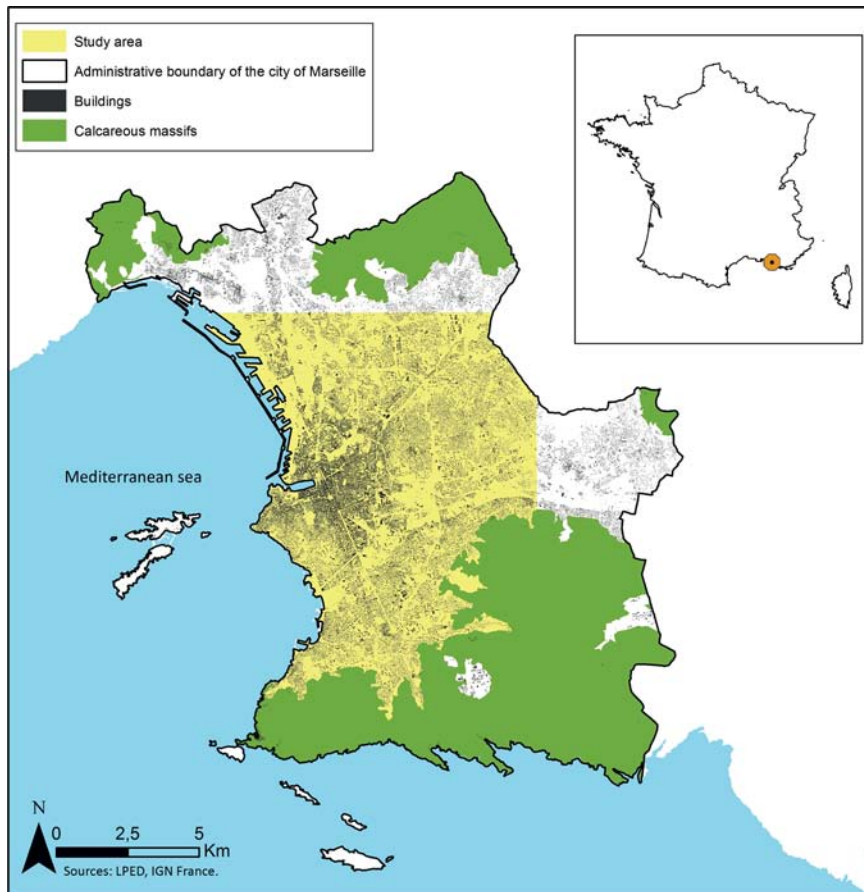 Study area
Administrative boundary of the city of Marseille
Buildings
Calcareous massifs
Mediterranean sea
N
0 2,5 5
Km
Sources: LPED, IGN France.